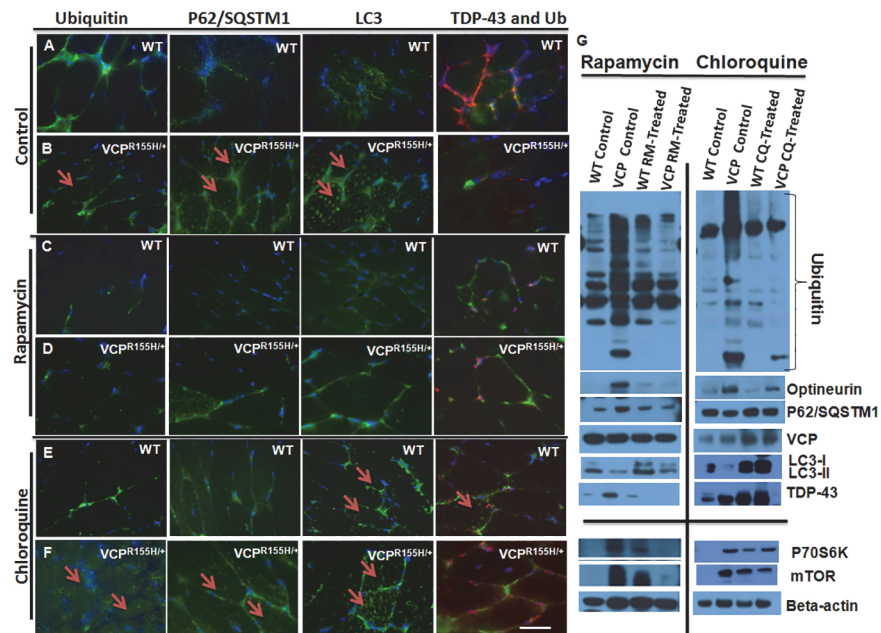 Ubiquitin P62/SQSTM1 LC3 TDP-43 and Ub
Control
A WT WT WT WT
B VCPR155H/+ VCPR155H/+ VCPR155H/+ VCPR155H/+
Rapamycin
C WT WT WT WT
D VCPR155H/+ VCPR155H/+ VCPR155H/+ VCPR155H/+
Chloroquine
E WT WT WT WT
F VCPR155H/+ VCPR155H/+ VCPR155H/+ VCPR155H/+
G
Rapamycin Chloroquine
WT Control
VCP Control
WT RM-Treated
VCP RM-Treated
WT Control
VCP Control
WT CQ-Treated
VCP CQ-Treated
Ubiquitin
Optineurin
P62/SQSTM1
VCP
LC3-I
LC3-II
TDP-43
P70S6K
mTOR
Beta-actin